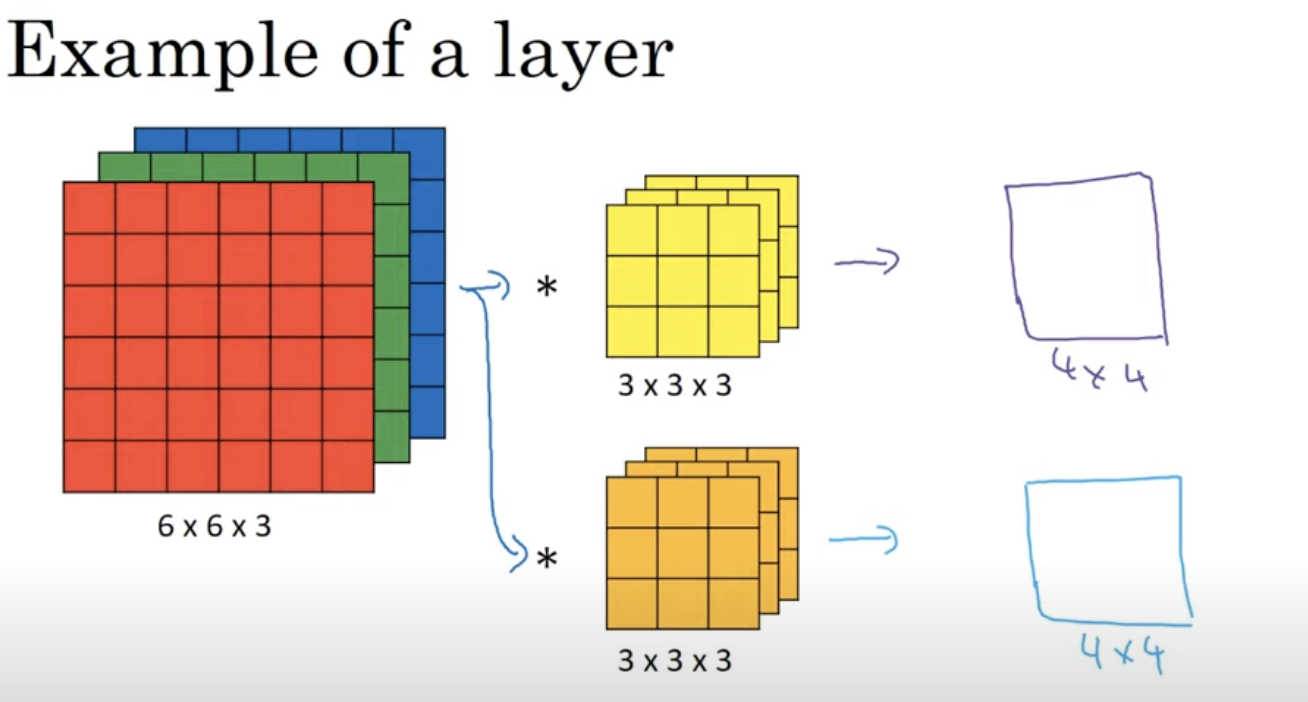 Example of a layer
*
3 x 3 x 3
4 x 4
6 x 6 x 3
*
3 x 3 x 3
4 x 4